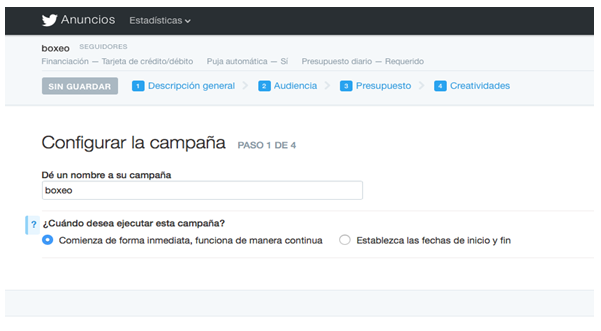 Anuncios Estadísticas
boxeo SEGUIDORES
Financiación — Tarjeta de crédito/débito Puja automática — Si Presupuesto diario — Requerido
SIN GUARDAR 1 Descripción general 2 Audiencia 3 Presupuesto 4 Creatividades
Configurar la campaña PASO 1 DE 4
Dé un nombre a su campaña
boxeo
? ¿Cuándo desea ejecutar esta campaña?
Comienza de forma inmediata, funciona de manera continua Establezca las fechas de inicio y fin